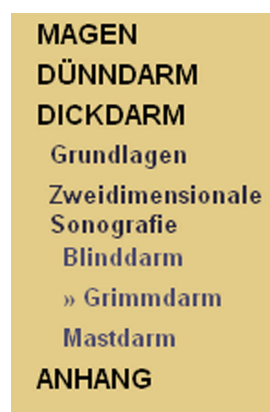 MAGEN
DÜNNDARM
DICKDARM
Grundlagen
Zweidimensionale
Sonografie
Blinddarm
» Grimmdarm
Mastdarm
ANHANG